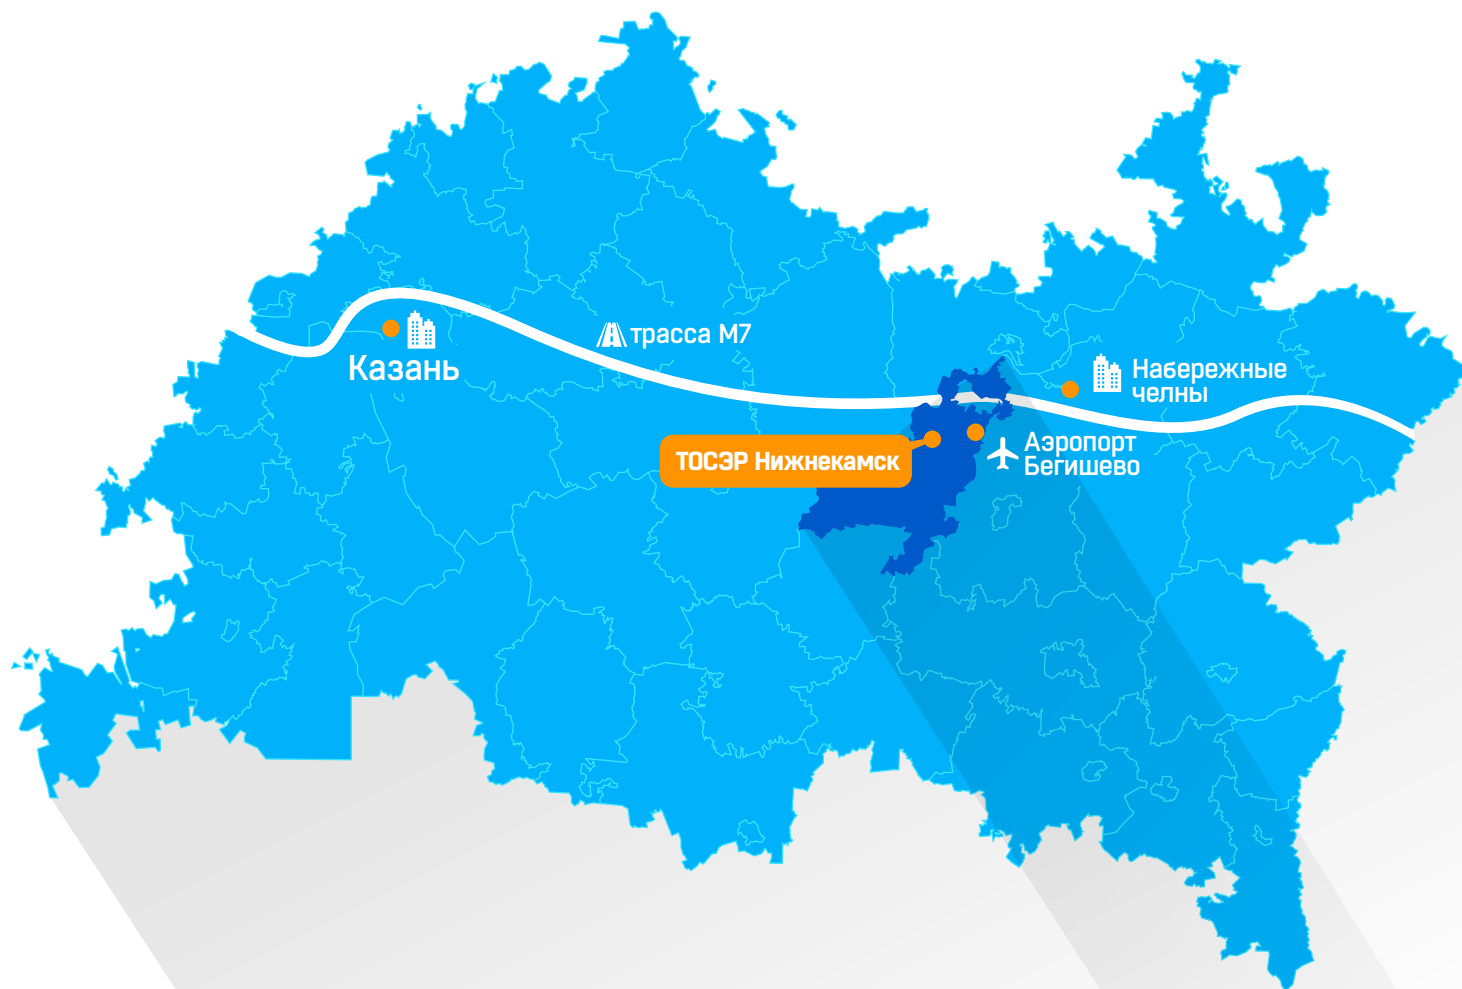 трасса М7
Казань
Набережные
челны
Аэропорт
Бегишево
ТОСЭР Нижнекамск